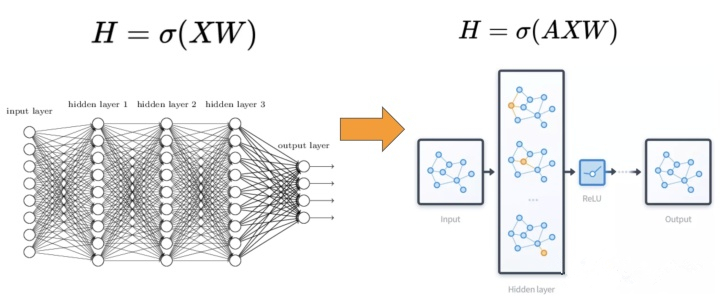 H = σ(XW)
H = σ(AXW)
input layer
hidden layer 1 hidden layer 2 hidden layer 3
output layer
...
Input
Hidden layer
ReLU
Output